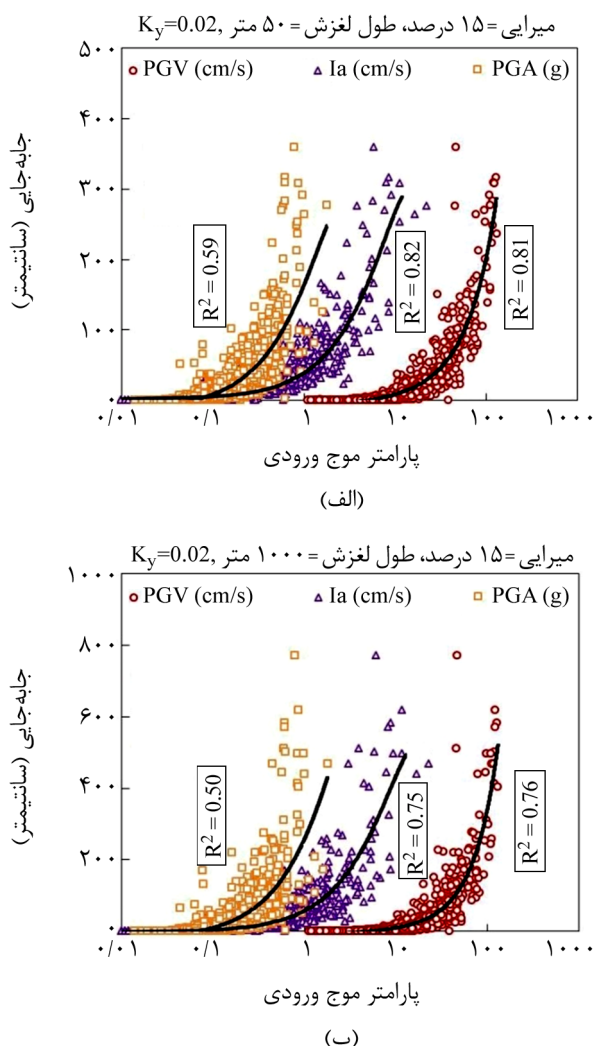 میرایی=۱۵ درصد، طول لغزش=۵۰ متر ,Ky=0.02
PGV (cm/s) Ia (cm/s) PGA (g)
۵۰۰
۴۰۰
۳۰۰
۲۰۰
۱۰۰
۰
جابه‌جایی (سانتیمتر)
R² = 0.59
R² = 0.82
R² = 0.81
۰/۰۱ ۰/۱ ۱ ۱۰ ۱۰۰ ۱۰۰۰
پارامتر موج ورودی
(الف)
میرایی=۱۵ درصد، طول لغزش=۱۰۰۰ متر ,Ky=0.02
PGV (cm/s) Ia (cm/s) PGA (g)
۱۰۰۰
۸۰۰
۶۰۰
۴۰۰
۲۰۰
۰
جابه‌جایی (سانتیمتر)
R² = 0.50
R² = 0.75
R² = 0.76
۰/۰۱ ۰/۱ ۱ ۱۰ ۱۰۰ ۱۰۰۰
پارامتر موج ورودی
(ب)